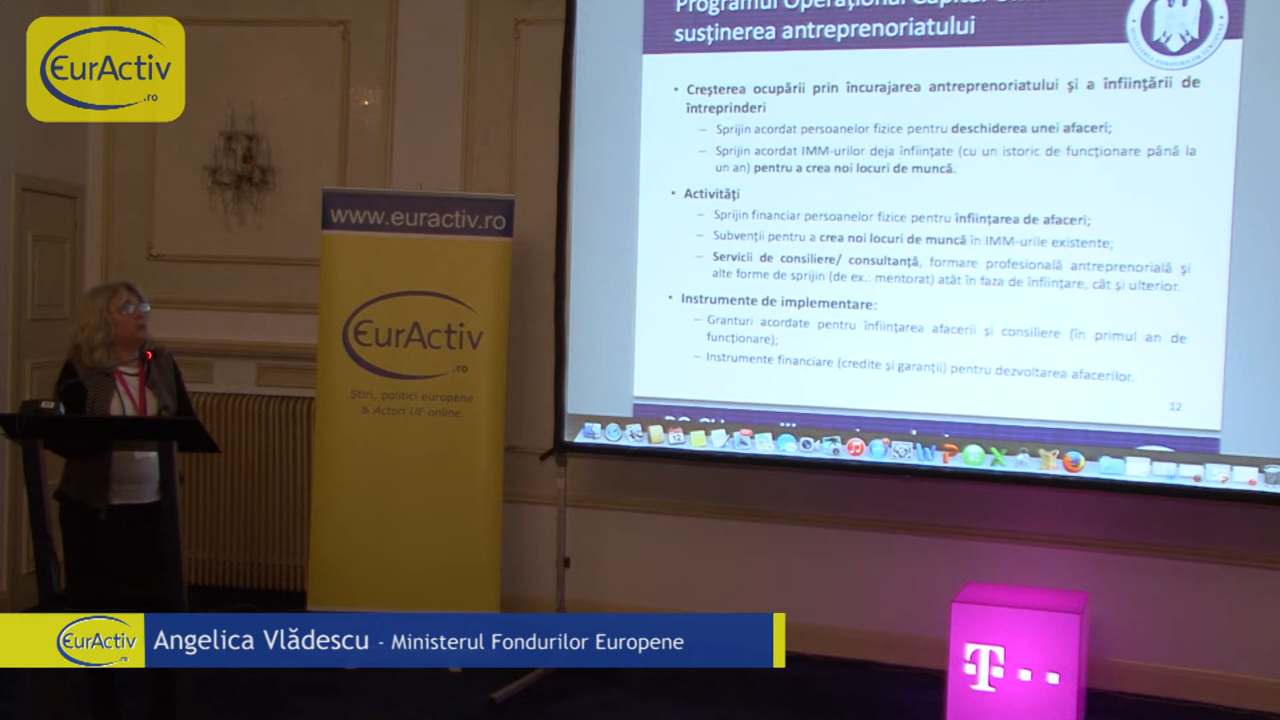 EurActiv
.ro
Programul Operațional Capital
susținerea antreprenoriatului
• Creșterea ocupării prin încurajarea antreprenoriatului și a înființării de
întreprinderi
– Sprijin acordat persoanelor fizice pentru deschiderea unei afaceri;
– Sprijin acordat IMM-urilor deja înființate (cu un istoric de funcționare până la
un an) pentru a crea noi locuri de muncă.
• Activități
– Sprijin financiar persoanelor fizice pentru înființarea de afaceri;
– Subvenții pentru a crea noi locuri de muncă în IMM-urile existente;
– Servicii de consiliere/ consultanță, formare profesională antreprenorială și
alte forme de sprijin (de ex.: mentorat) atât în faza de înființare, cât și ulterior.
• Instrumente de implementare:
– Granturi acordate pentru înființarea afacerii și consiliere (în primul an de
funcționare);
– Instrumente financiare (credite și garanții) pentru dezvoltarea afacerilor.
12
www.euractiv.ro
EurActiv
.ro
Știri, politici europene
& Actori UE online
EurActiv
.ro
Angelica Vlădescu - Ministerul Fondurilor Europene
T